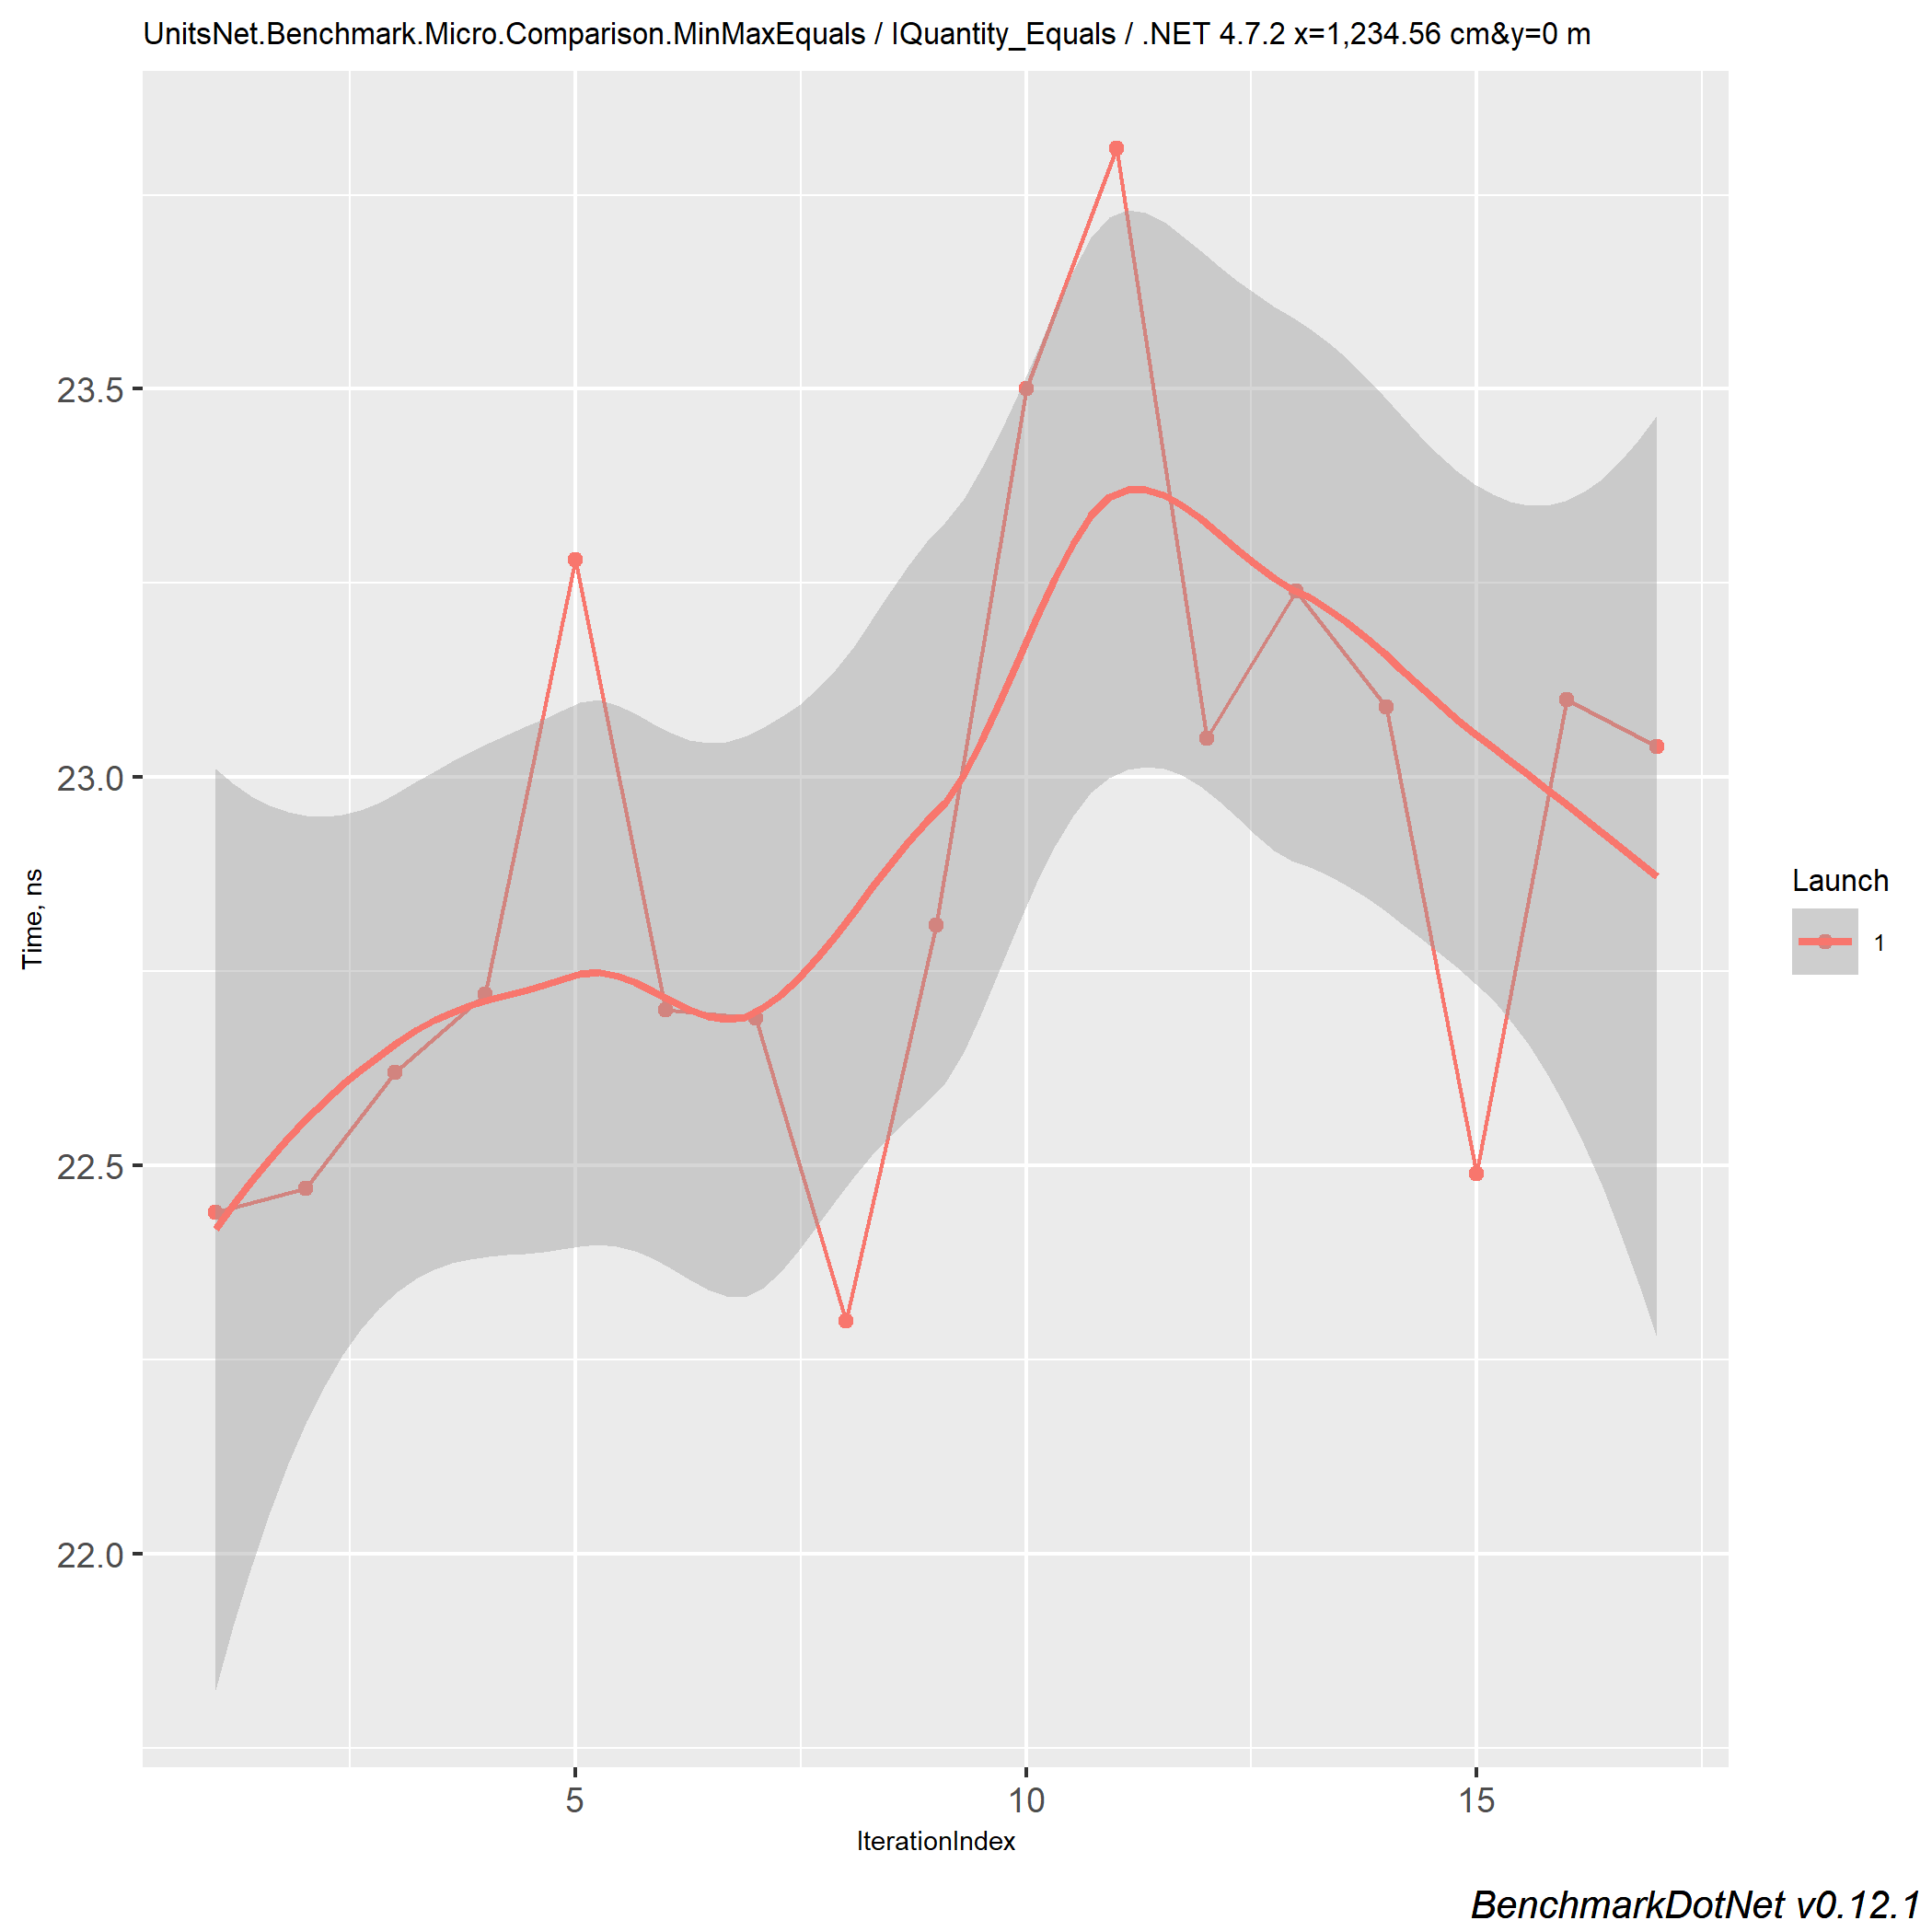 UnitsNet.Benchmark.Micro.Comparison.MinMaxEquals / IQuantity_Equals / .NET 4.7.2 x=1,234.56 cm&y=0 m
23.5
23.0
22.5
22.0
Time, ns
5 10 15
IterationIndex
Launch
1
BenchmarkDotNet v0.12.1